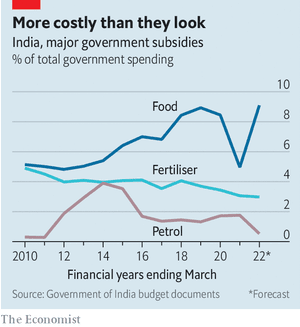 More costly than they look
India, major government subsidies
% of total government spending
10
Food
8
6
Fertiliser
4
2
Petrol
0
2010 12 14 16 18 20 22*
Financial years ending March
Source: Government of India budget documents *Forecast
The Economist